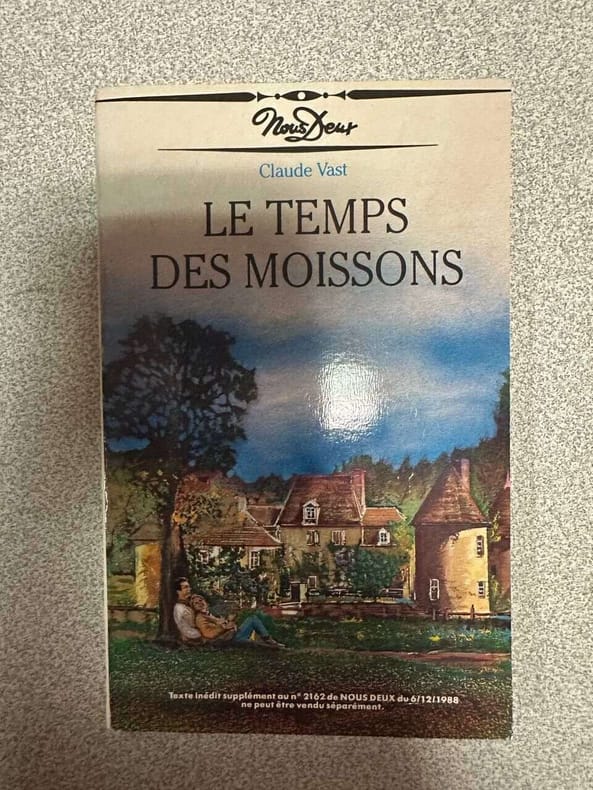 Nous Deux
Claude Vast
LE TEMPS
DES MOISSONS
Texte inédit supplément au n° 2162 de NOUS DEUX du 6/12/1988
ne peut être vendu séparément.